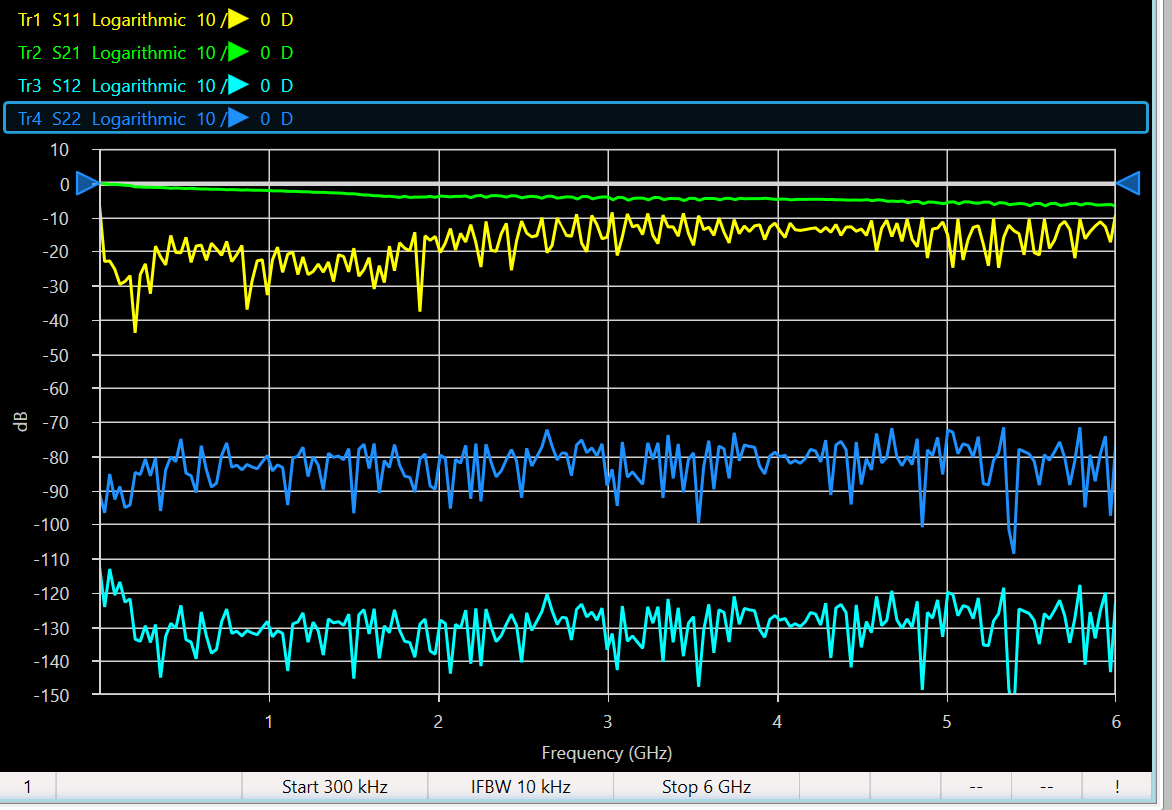 Tr1 S11 Logarithmic 10 / 0 D
Tr2 S21 Logarithmic 10 / 0 D
Tr3 S12 Logarithmic 10 / 0 D
Tr4 S22 Logarithmic 10 / 0 D
10
0
-10
-20
-30
-40
-50
-60
-70
-80
-90
-100
-110
-120
-130
-140
-150
dB
1 2 3 4 5 6
Frequency (GHz)
1 Start 300 kHz IFBW 10 kHz Stop 6 GHz -- -- !